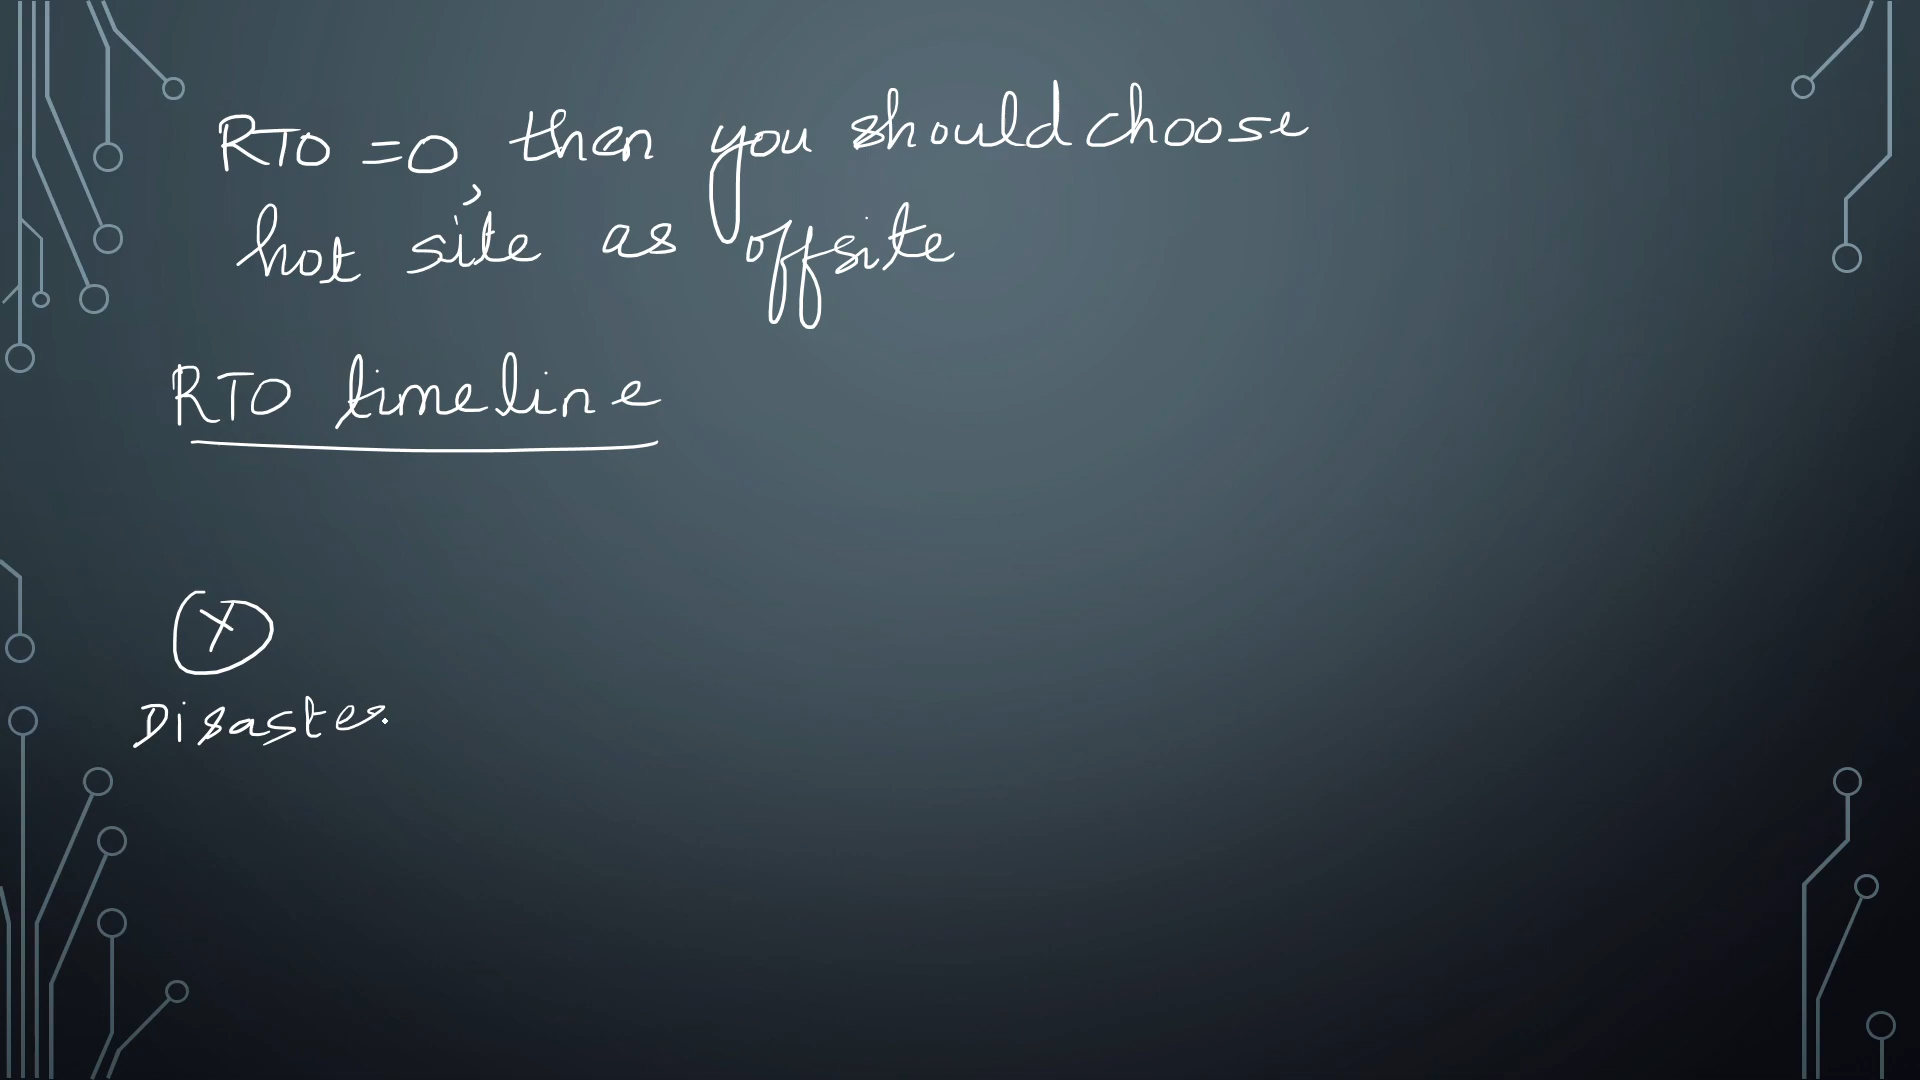 RTO =0, then you should choose
hot site as offsite
RTO timeline
X
Disaster